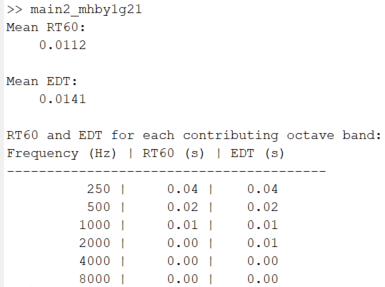 >> main2_mhby1g21
Mean RT60:
0.0112
Mean EDT:
0.0141
RT60 and EDT for each contributing octave band:
Frequency (Hz) | RT60 (s) | EDT (s)
----------------------------------------
250 | 0.04 | 0.04
500 | 0.02 | 0.02
1000 | 0.01 | 0.01
2000 | 0.00 | 0.01
4000 | 0.00 | 0.00
8000 | 0.00 | 0.00